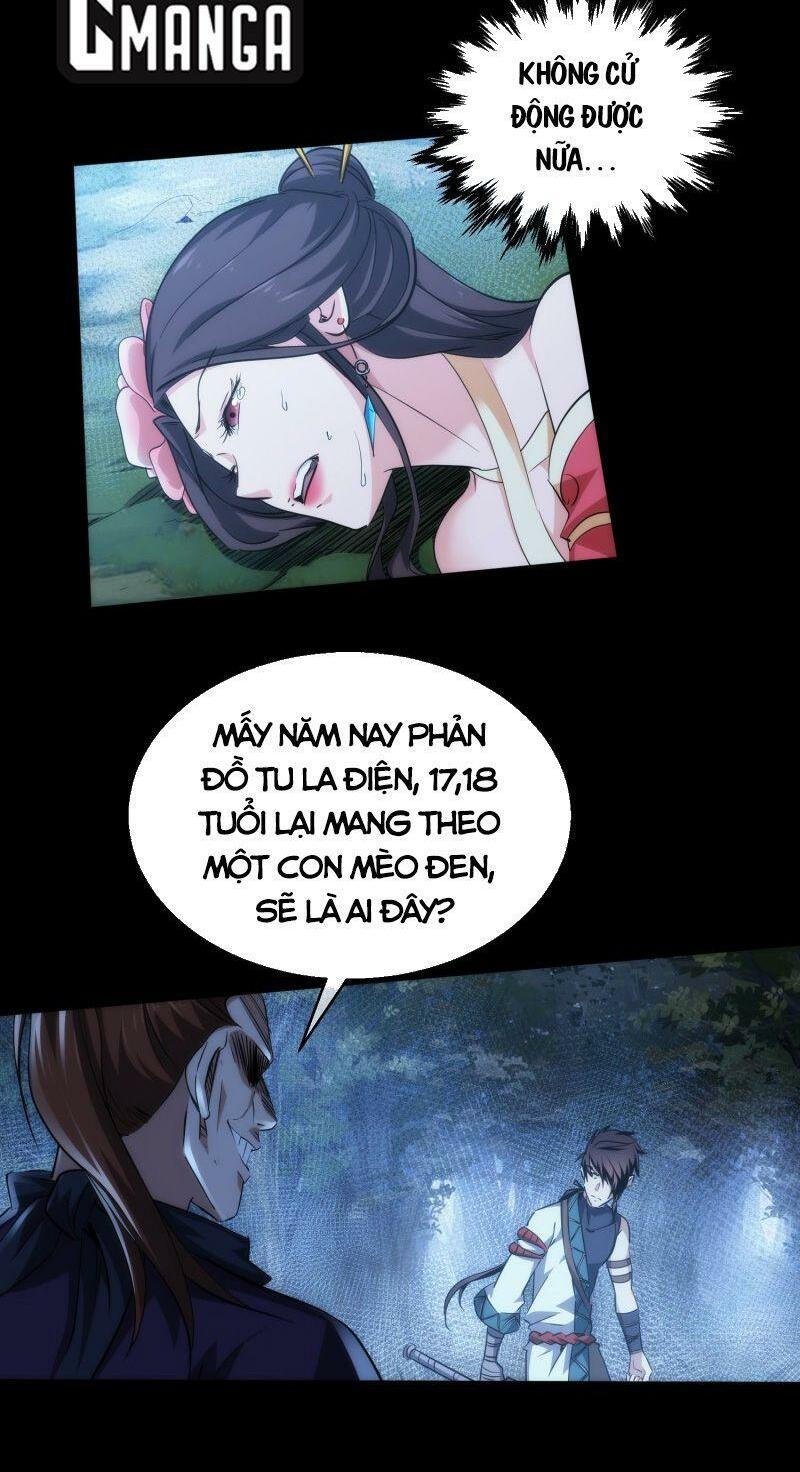 GMANGA
KHÔNG CỬ
ĐỘNG ĐƯỢC
NỮA...
MẤY NĂM NAY PHẢN
ĐỒ TU LA ĐIỆN, 17,18
TUỔI LẠI MANG THEO
MỘT CON MÈO ĐEN,
SẼ LÀ AI ĐÂY?